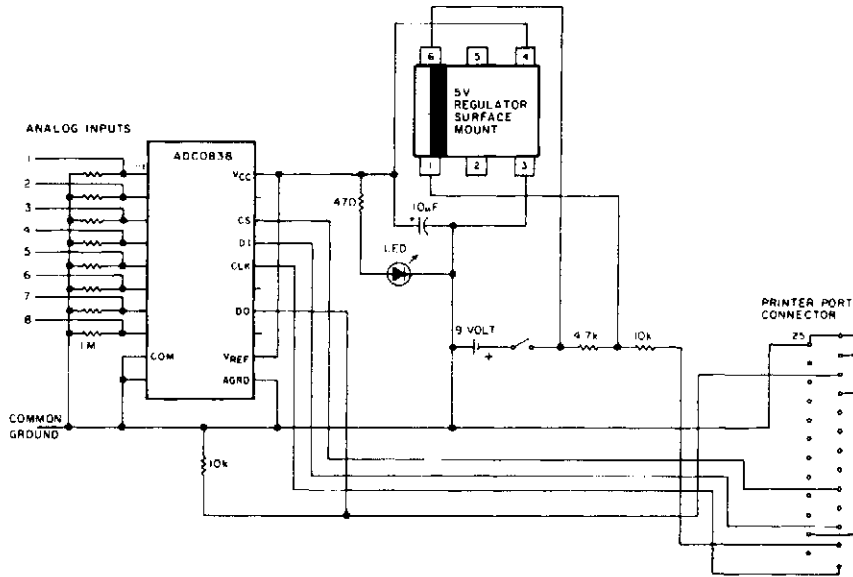 6 5 4
5V
REGULATOR
SURFACE
MOUNT
1 2 3
ANALOG INPUTS
ADC0838
1
2
3
4
5
6
7
8
1M
VCC
CS
DI
CLK
DO
COM
VREF
AGRD
470
10µF
+
LED
9 VOLT
+
4.7k
10k
PRINTER PORT
CONNECTOR
25
COMMON
GROUND
10k